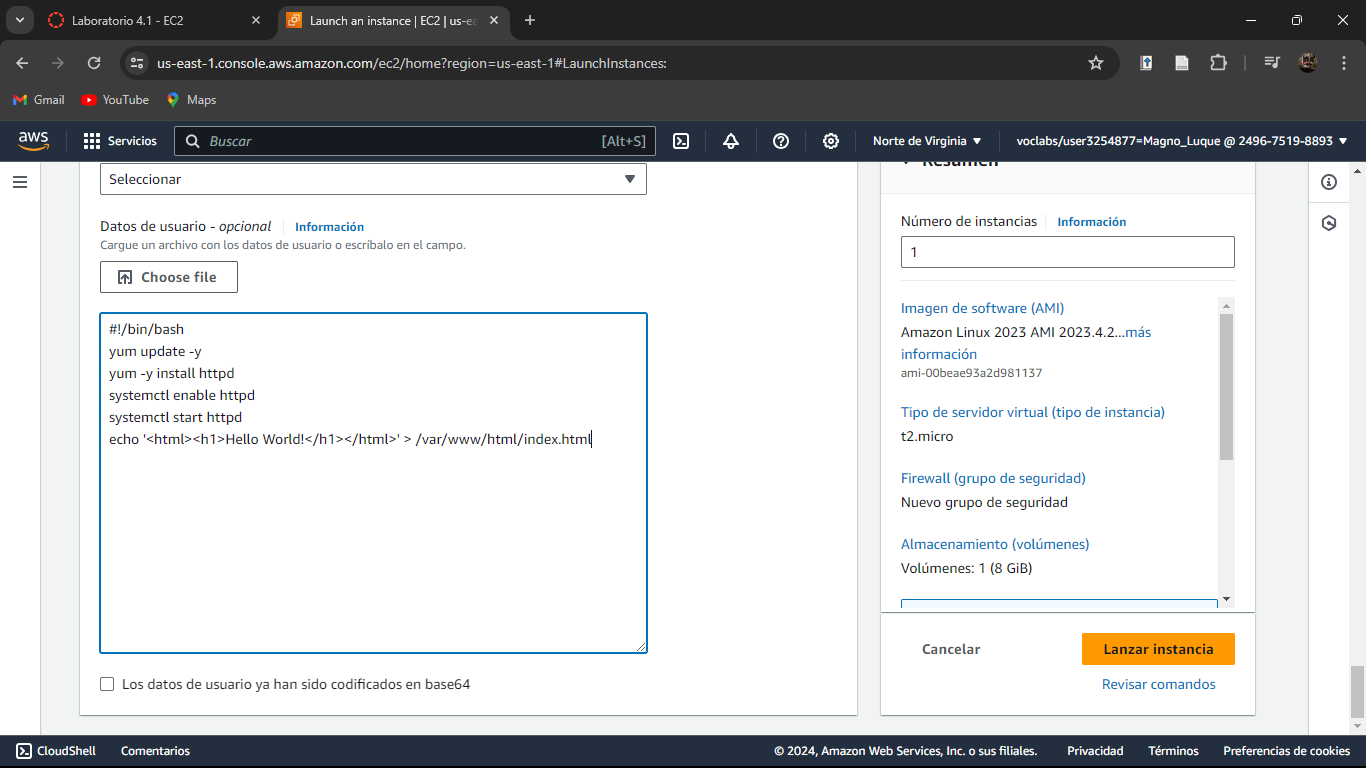 Laboratorio 4.1 - EC2
Launch an instance | EC2 | us-ea
us-east-1.console.aws.amazon.com/ec2/home?region=us-east-1#LaunchInstances:
Gmail
YouTube
Maps
aws
Servicios
Buscar
[Alt+S]
Norte de Virginia
voclabs/user3254877=Magno_Luque @ 2496-7519-8893
Seleccionar
Datos de usuario - opcional
Información
Cargue un archivo con los datos de usuario o escríbalo en el campo.
Choose file
#!/bin/bash
yum update -y
yum -y install httpd
systemctl enable httpd
systemctl start httpd
echo '<html><h1>Hello World!</h1></html>' > /var/www/html/index.html
Los datos de usuario ya han sido codificados en base64
Resumen
Número de instancias
Información
1
Imagen de software (AMI)
Amazon Linux 2023 AMI 2023.4.2...más
información
ami-00beae93a2d981137
Tipo de servidor virtual (tipo de instancia)
t2.micro
Firewall (grupo de seguridad)
Nuevo grupo de seguridad
Almacenamiento (volúmenes)
Volúmenes: 1 (8 GiB)
Cancelar
Lanzar instancia
Revisar comandos
CloudShell
Comentarios
© 2024, Amazon Web Services, Inc. o sus filiales.
Privacidad
Términos
Preferencias de cookies